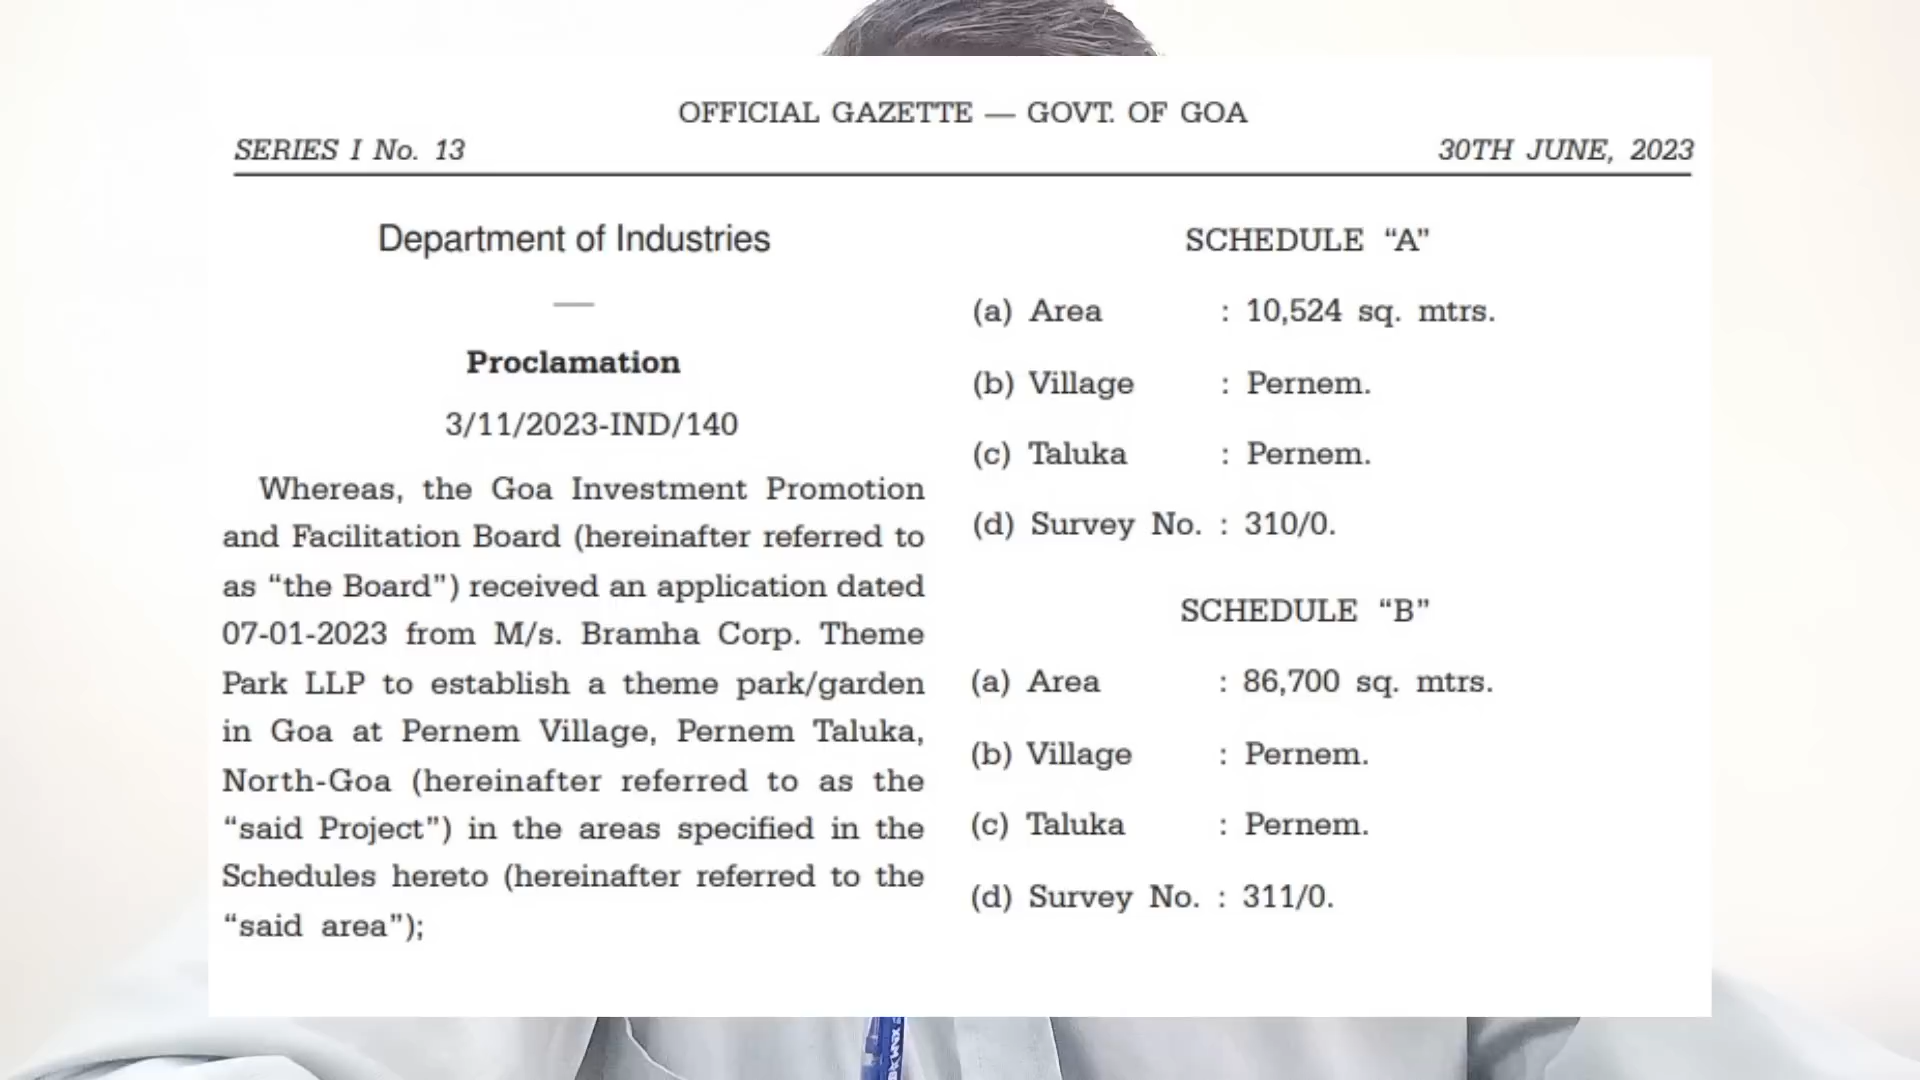 OFFICIAL GAZETTE — GOVT. OF GOA
SERIES I No. 13
30TH JUNE, 2023
Department of Industries
—
Proclamation
3/11/2023-IND/140
Whereas, the Goa Investment Promotion
and Facilitation Board (hereinafter referred to
as “the Board”) received an application dated
07-01-2023 from M/s. Bramha Corp. Theme
Park LLP to establish a theme park/garden
in Goa at Pernem Village, Pernem Taluka,
North-Goa (hereinafter referred to as the
“said Project”) in the areas specified in the
Schedules hereto (hereinafter referred to the
“said area”);
SCHEDULE “A”
(a) Area : 10,524 sq. mtrs.
(b) Village : Pernem.
(c) Taluka : Pernem.
(d) Survey No. : 310/0.
SCHEDULE “B”
(a) Area : 86,700 sq. mtrs.
(b) Village : Pernem.
(c) Taluka : Pernem.
(d) Survey No. : 311/0.